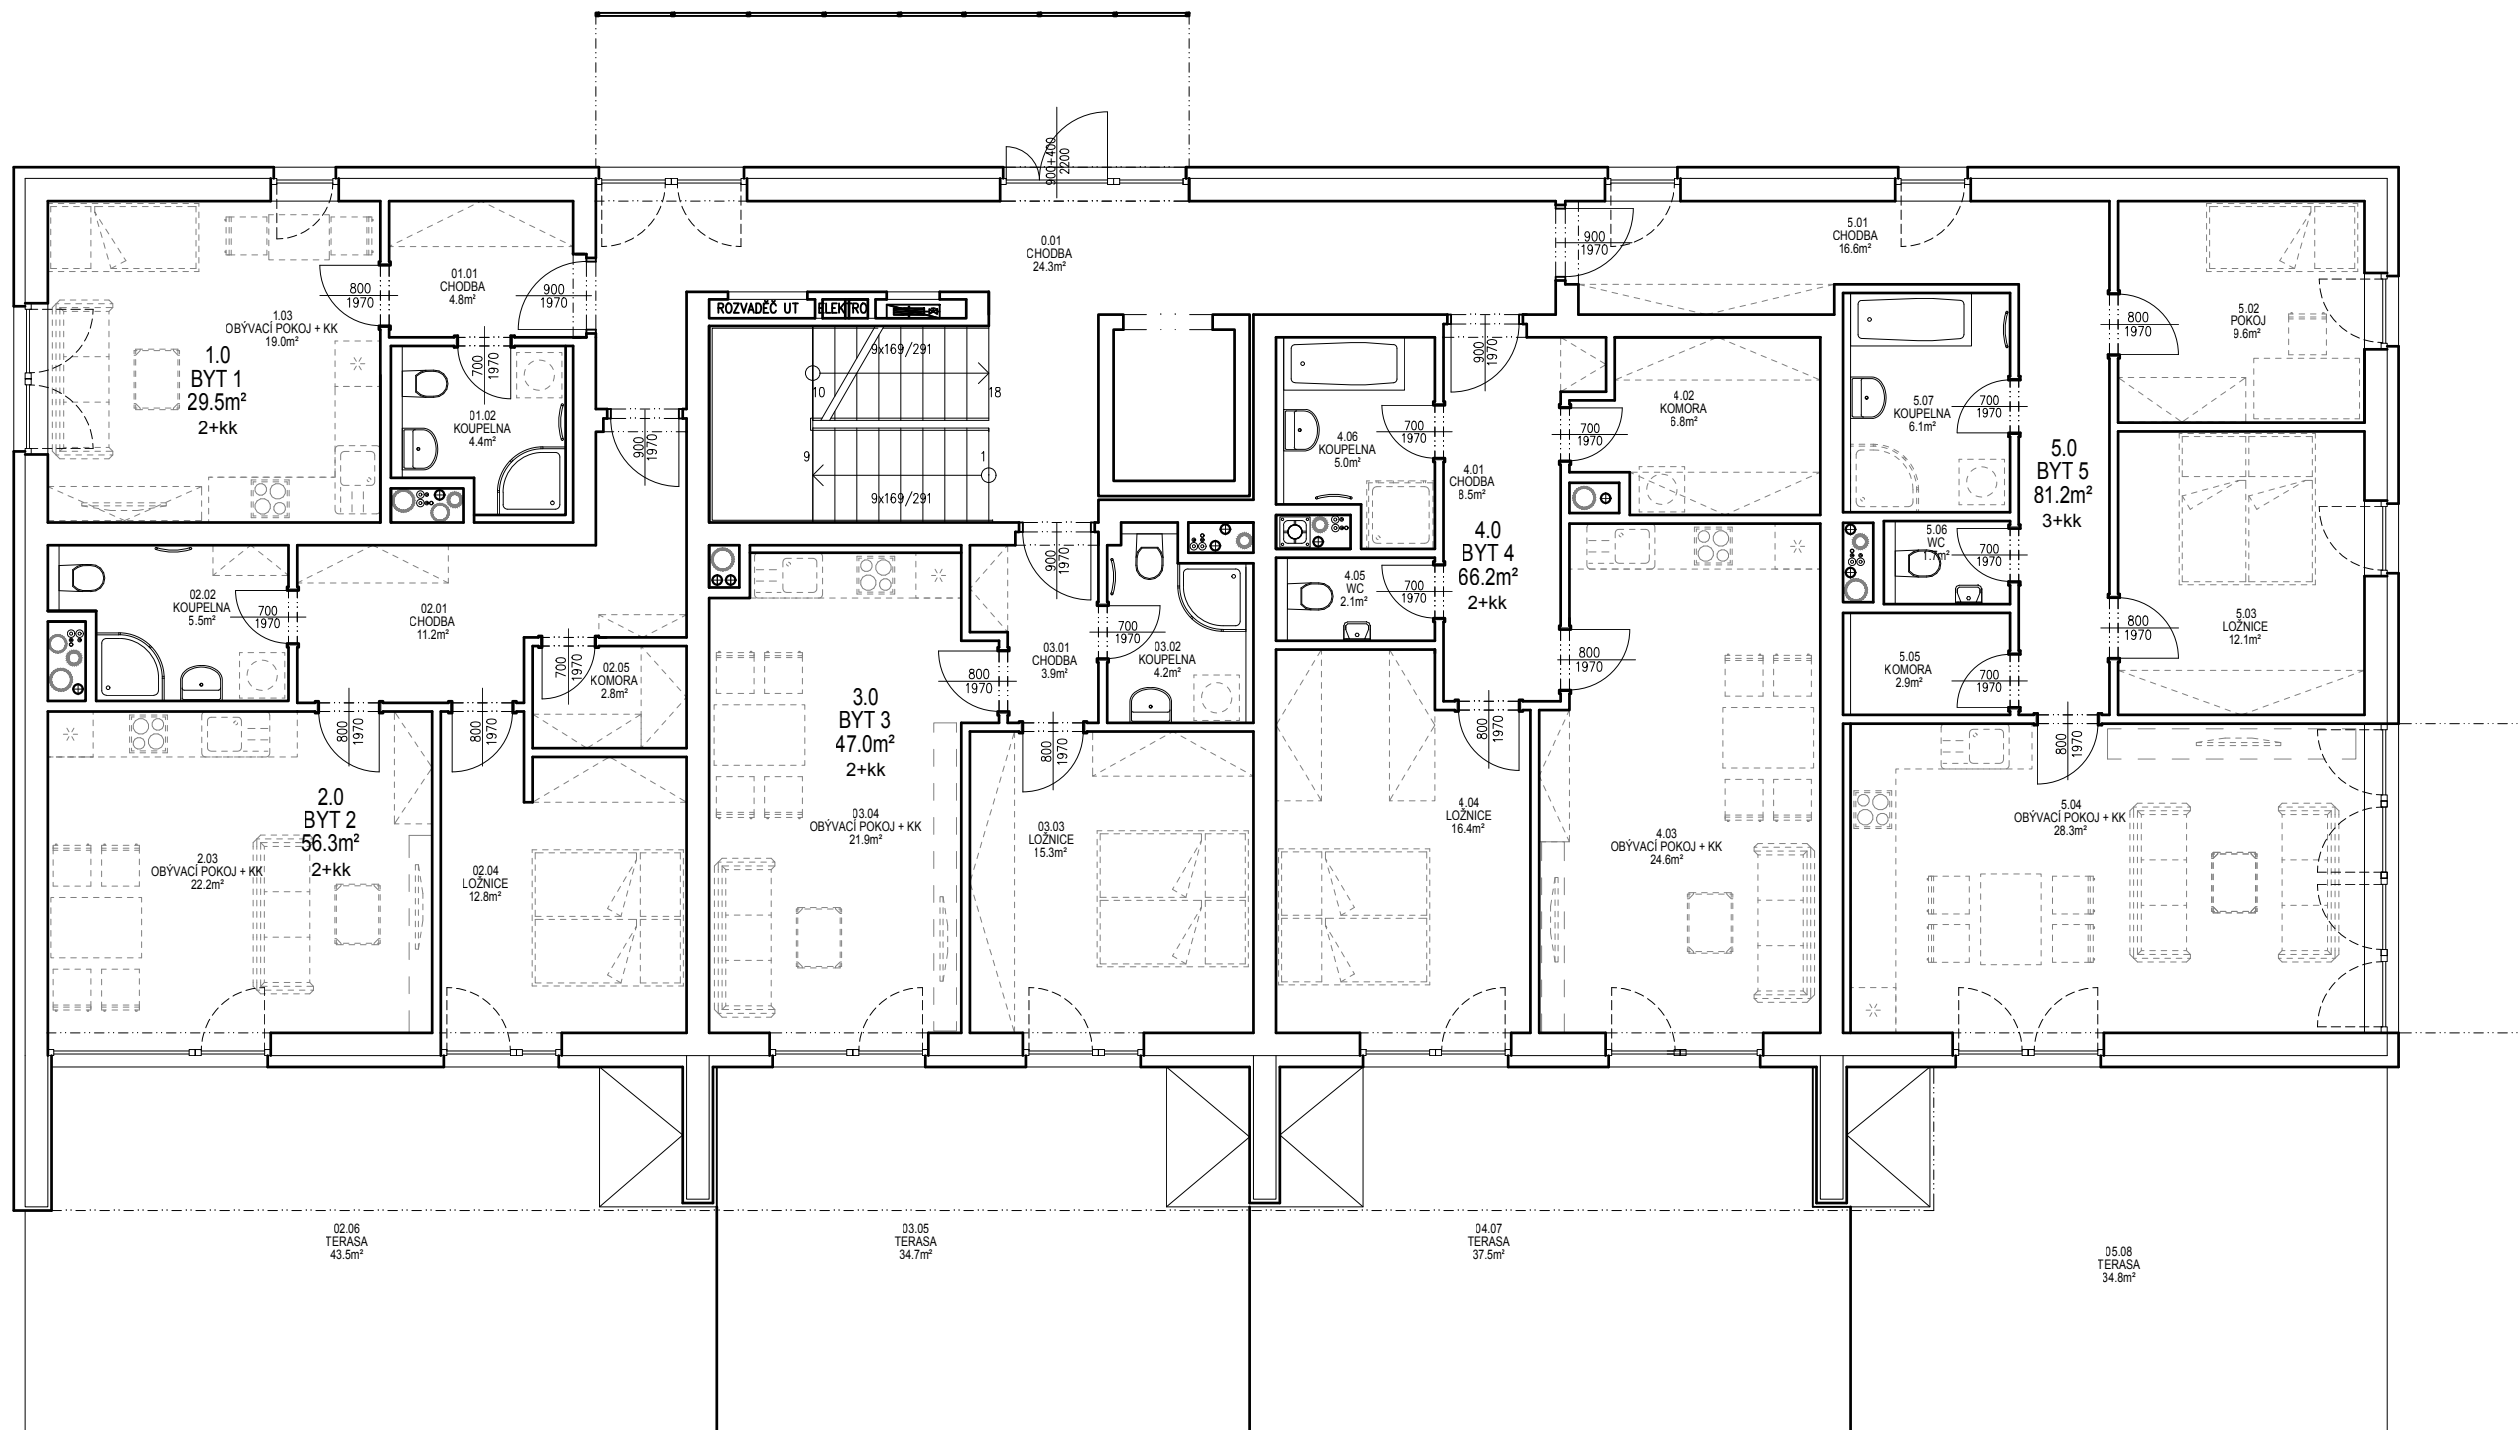 900+400
2200
0.01
CHODBA
24.3m²
900
1970
5.01
CHODBA
16.6m²
01.01
CHODBA
4.8m²
800
1970
900
1970
1.03
OBÝVACÍ POKOJ + KK
19.0m²
1.0
BYT 1
29.5m²
2+kk
700
1970
01.02
KOUPELNA
4.4m²
900
1970
ROZVADĚČ UT
ELEKTRO
9x169/291
10
18
9
1
9x169/291
900
1970
4.06
KOUPELNA
5.0m²
700
1970
4.01
CHODBA
8.5m²
4.02
KOMORA
6.8m²
700
1970
4.0
BYT 4
66.2m²
2+kk
4.05
WC
2.1m²
700
1970
800
1970
5.02
POKOJ
9.6m²
800
1970
5.07
KOUPELNA
6.1m²
700
1970
5.0
BYT 5
81.2m²
3+kk
5.06
WC
1.7m²
700
1970
5.03
LOŽNICE
12.1m²
800
1970
5.05
KOMORA
2.9m²
700
1970
800
1970
02.02
KOUPELNA
5.5m²
700
1970
02.01
CHODBA
11.2m²
700
1970
02.05
KOMORA
2.8m²
800
1970
800
1970
900
1970
03.01
CHODBA
3.9m²
700
1970
03.02
KOUPELNA
4.2m²
800
1970
3.0
BYT 3
47.0m²
2+kk
800
1970
800
1970
2.0
BYT 2
56.3m²
2+kk
2.03
OBÝVACÍ POKOJ + KK
22.2m²
02.04
LOŽNICE
12.8m²
03.04
OBÝVACÍ POKOJ + KK
21.9m²
03.03
LOŽNICE
15.3m²
4.04
LOŽNICE
16.4m²
4.03
OBÝVACÍ POKOJ + KK
24.6m²
5.04
OBÝVACÍ POKOJ + KK
28.3m²
02.06
TERASA
43.5m²
03.05
TERASA
34.7m²
04.07
TERASA
37.5m²
05.08
TERASA
34.8m²